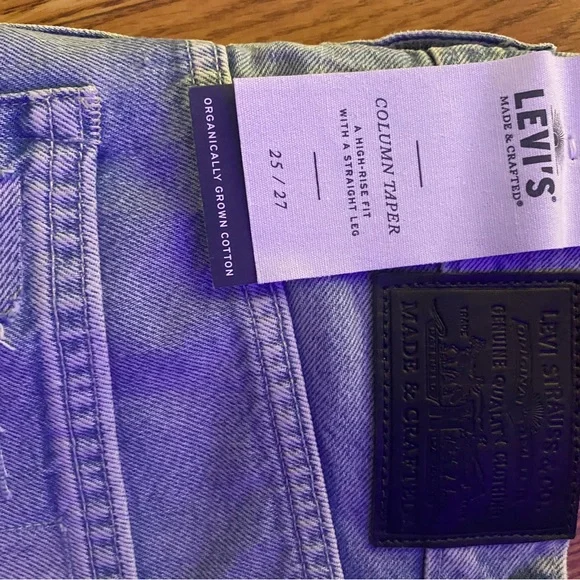 LEVI'S®
MADE & CRAFTED®
COLUMN TAPER
A HIGH-RISE FIT
WITH A STRAIGHT LEG
25 / 27
ORGANICALLY GROWN COTTON
LEVI STRAUSS & CO.
GENUINE QUALITY CLOTHING
MADE & CRAFTED